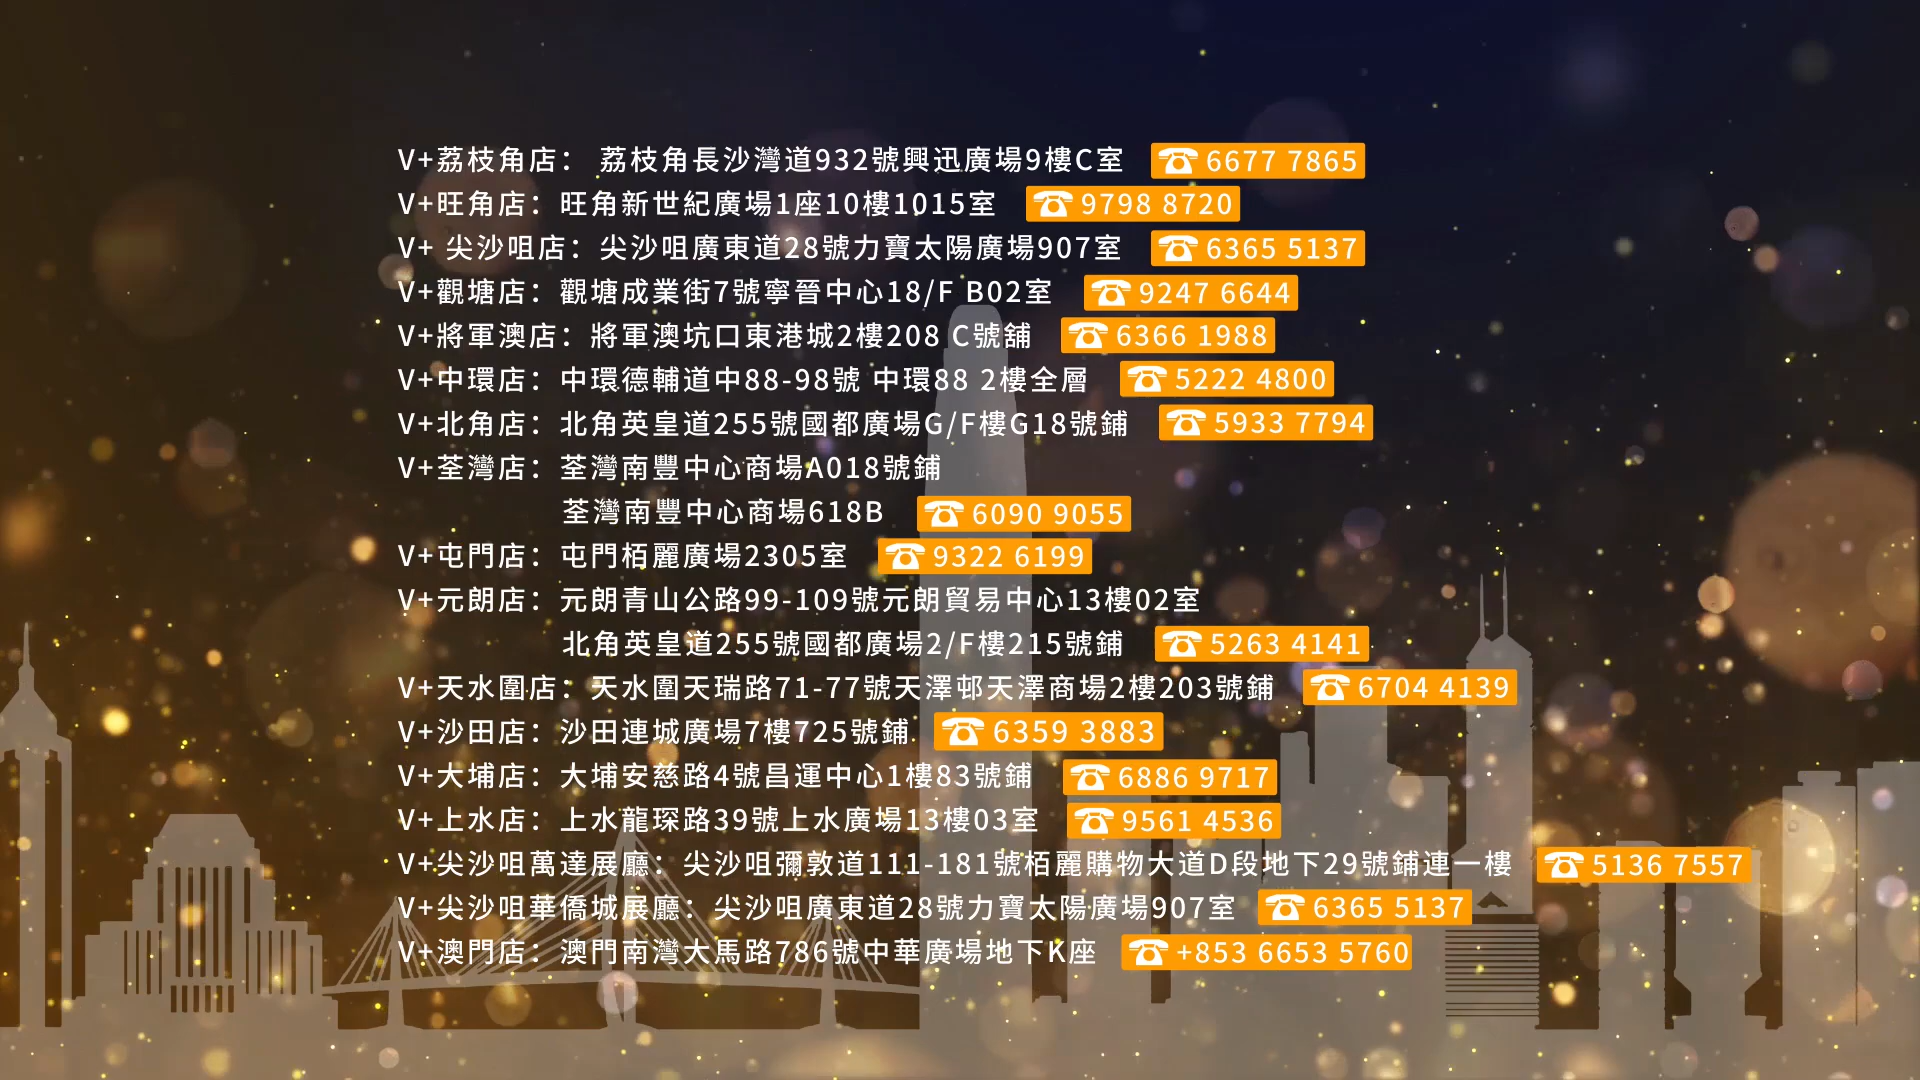 V+荔枝角店： 荔枝角長沙灣道932號興迅廣場9樓C室 ☎ 6677 7865
V+旺角店：旺角新世紀廣場1座10樓1015室 ☎ 9798 8720
V+ 尖沙咀店：尖沙咀廣東道28號力寶太陽廣場907室 ☎ 6365 5137
V+觀塘店：觀塘成業街7號寧晉中心18/F B02室 ☎ 9247 6644
V+將軍澳店：將軍澳坑口東港城2樓208 C號舖 ☎ 6366 1988
V+中環店：中環德輔道中88-98號 中環88 2樓全層 ☎ 5222 4800
V+北角店：北角英皇道255號國都廣場G/F樓G18號鋪 ☎ 5933 7794
V+荃灣店：荃灣南豐中心商場A018號鋪
荃灣南豐中心商場618B ☎ 6090 9055
V+屯門店：屯門栢麗廣場2305室 ☎ 9322 6199
V+元朗店：元朗青山公路99-109號元朗貿易中心13樓02室
北角英皇道255號國都廣場2/F樓215號鋪 ☎ 5263 4141
V+天水圍店：天水圍天瑞路71-77號天澤邨天澤商場2樓203號鋪 ☎ 6704 4139
V+沙田店：沙田連城廣場7樓725號鋪 ☎ 6359 3883
V+大埔店：大埔安慈路4號昌運中心1樓83號鋪 ☎ 6886 9717
V+上水店：上水龍琛路39號上水廣場13樓03室 ☎ 9561 4536
V+尖沙咀萬達展廳：尖沙咀彌敦道111-181號栢麗購物大道D段地下29號鋪連一樓 ☎ 5136 7557
V+尖沙咀華僑城展廳：尖沙咀廣東道28號力寶太陽廣場907室 ☎ 6365 5137
V+澳門店：澳門南灣大馬路786號中華廣場地下K座 ☎ +853 6653 5760